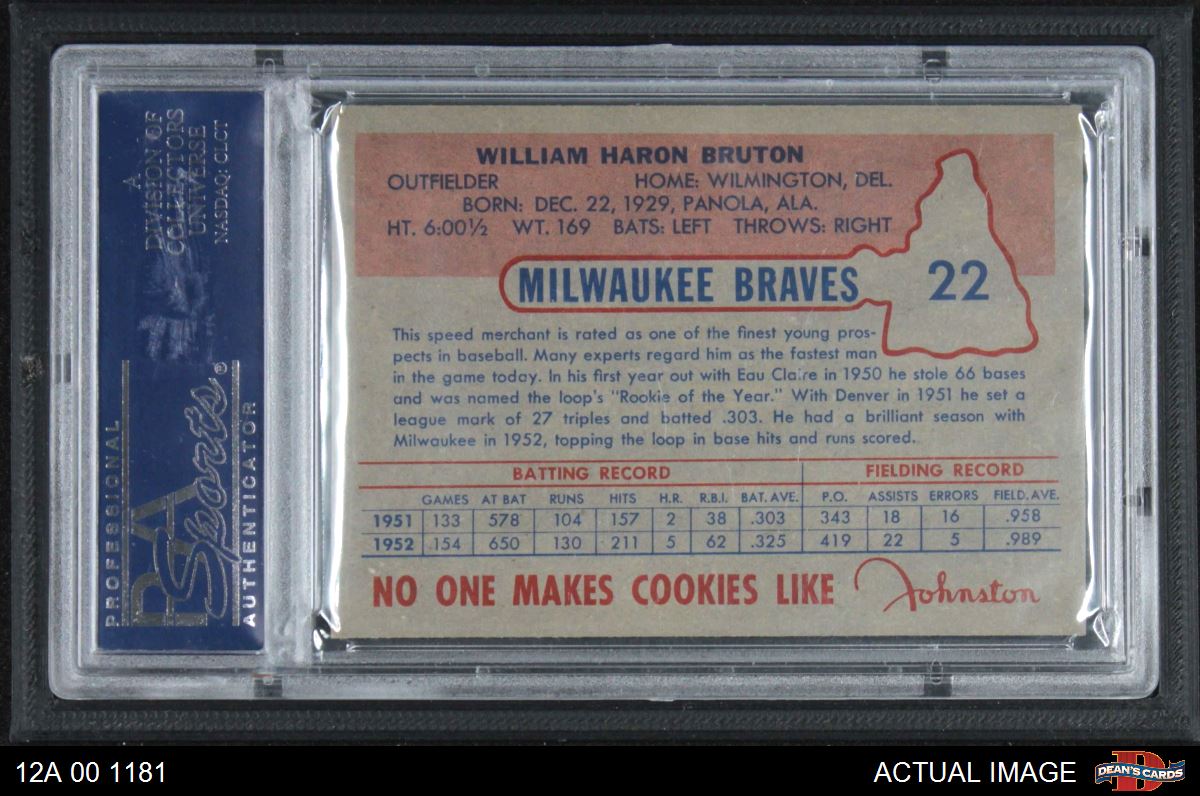 A
DIVISION OF
COLLECTORS
UNIVERSE
NASDAQ: CLCT
PROFESSIONAL
PSA
Sports®
AUTHENTICATOR
WILLIAM HARON BRUTON
OUTFIELDER HOME: WILMINGTON, DEL.
BORN: DEC. 22, 1929, PANOLA, ALA.
HT. 6:00½ WT. 169 BATS: LEFT THROWS: RIGHT
MILWAUKEE BRAVES 22
This speed merchant is rated as one of the finest young pros-
pects in baseball. Many experts regard him as the fastest man
in the game today. In his first year out with Eau Claire in 1950 he stole 66 bases
and was named the loop's "Rookie of the Year." With Denver in 1951 he set a
league mark of 27 triples and batted .303. He had a brilliant season with
Milwaukee in 1952, topping the loop in base hits and runs scored.
BATTING RECORD FIELDING RECORD
GAMES AT BAT RUNS HITS H.R. R.B.I. BAT. AVE. P.O. ASSISTS ERRORS FIELD. AVE.
1951 133 578 104 157 2 38 .303 343 18 16 .958
1952 154 650 130 211 5 62 .325 419 22 5 .989
NO ONE MAKES COOKIES LIKE Johnston
12A 00 1181 ACTUAL IMAGE DEAN'S CARDS